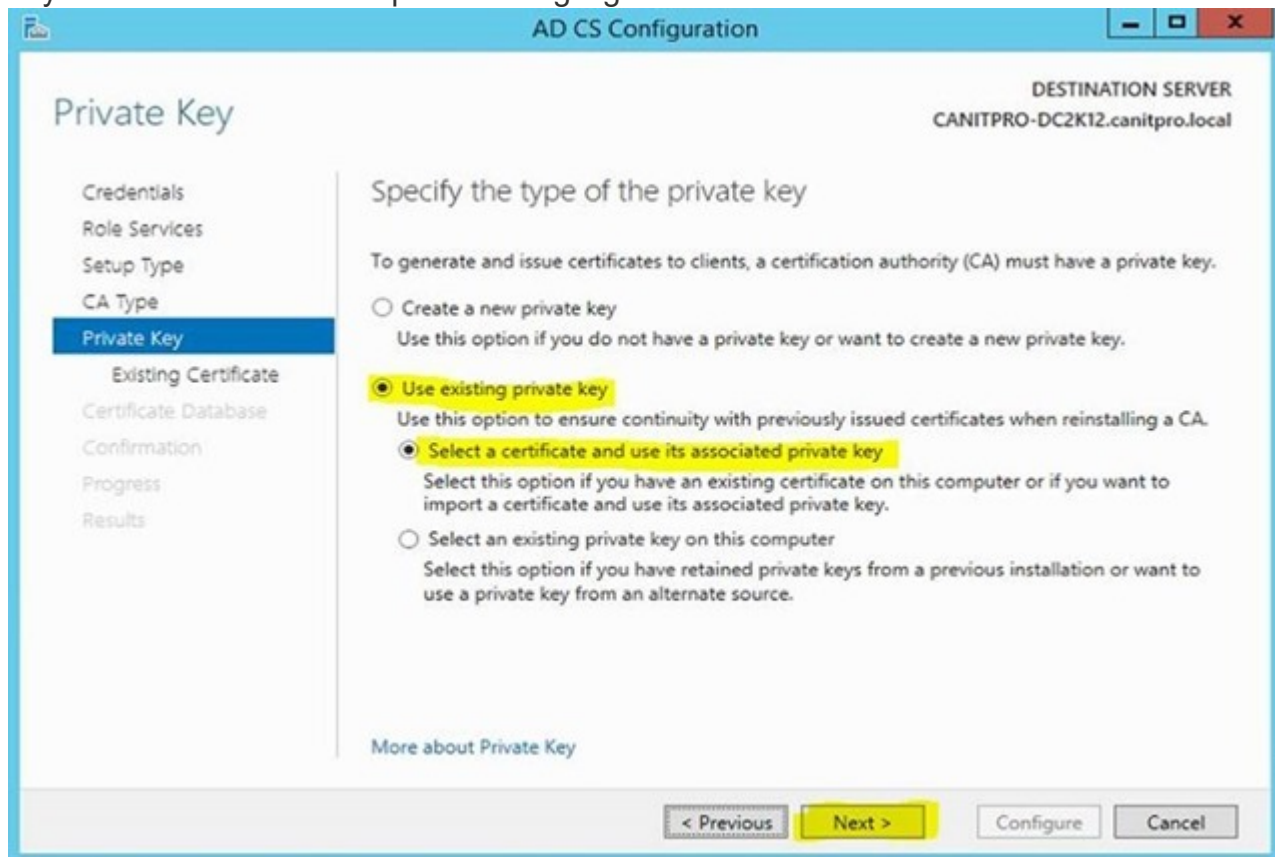 AD CS Configuration
Private Key
DESTINATION SERVER
CANITPRO-DC2K12.canitpro.local
Credentials
Role Services
Setup Type
CA Type
Private Key
Existing Certificate
Certificate Database
Confirmation
Progress
Results
Specify the type of the private key
To generate and issue certificates to clients, a certification authority (CA) must have a private key.
Create a new private key
Use this option if you do not have a private key or want to create a new private key.
Use existing private key
Use this option to ensure continuity with previously issued certificates when reinstalling a CA.
Select a certificate and use its associated private key
Select this option if you have an existing certificate on this computer or if you want to
import a certificate and use its associated private key.
Select an existing private key on this computer
Select this option if you have retained private keys from a previous installation or want to
use a private key from an alternate source.
More about Private Key
< Previous
Next >
Configure
Cancel